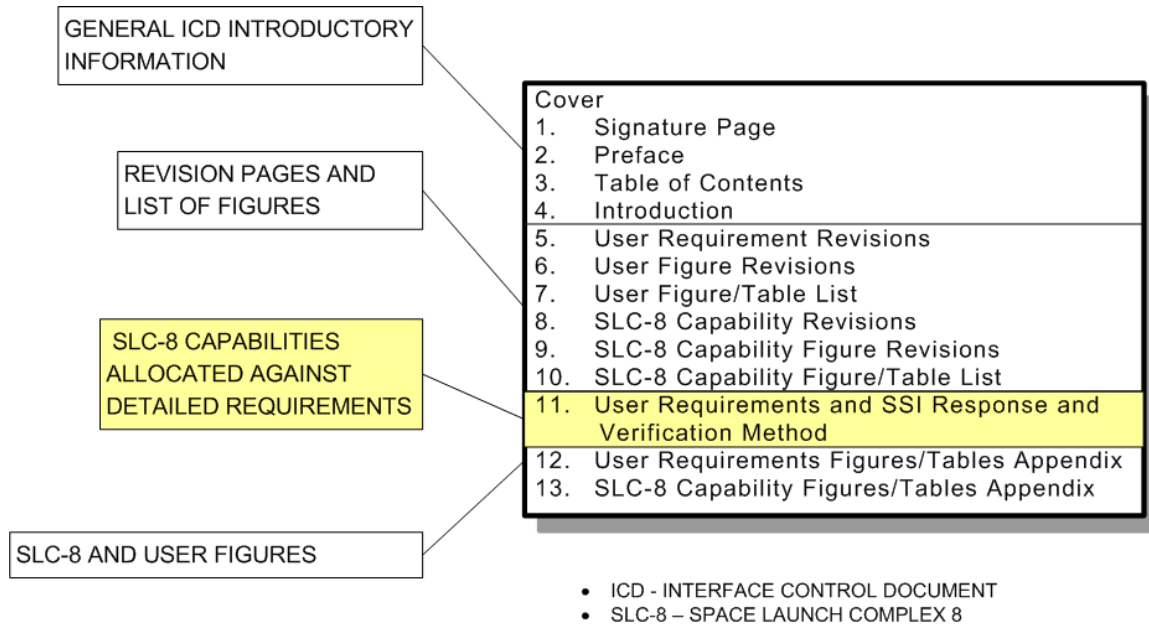 GENERAL ICD INTRODUCTORY
INFORMATION
REVISION PAGES AND
LIST OF FIGURES
SLC-8 CAPABILITIES
ALLOCATED AGAINST
DETAILED REQUIREMENTS
SLC-8 AND USER FIGURES
Cover
1. Signature Page
2. Preface
3. Table of Contents
4. Introduction
5. User Requirement Revisions
6. User Figure Revisions
7. User Figure/Table List
8. SLC-8 Capability Revisions
9. SLC-8 Capability Figure Revisions
10. SLC-8 Capability Figure/Table List
11. User Requirements and SSI Response and
Verification Method
12. User Requirements Figures/Tables Appendix
13. SLC-8 Capability Figures/Tables Appendix
• ICD - INTERFACE CONTROL DOCUMENT
• SLC-8 – SPACE LAUNCH COMPLEX 8